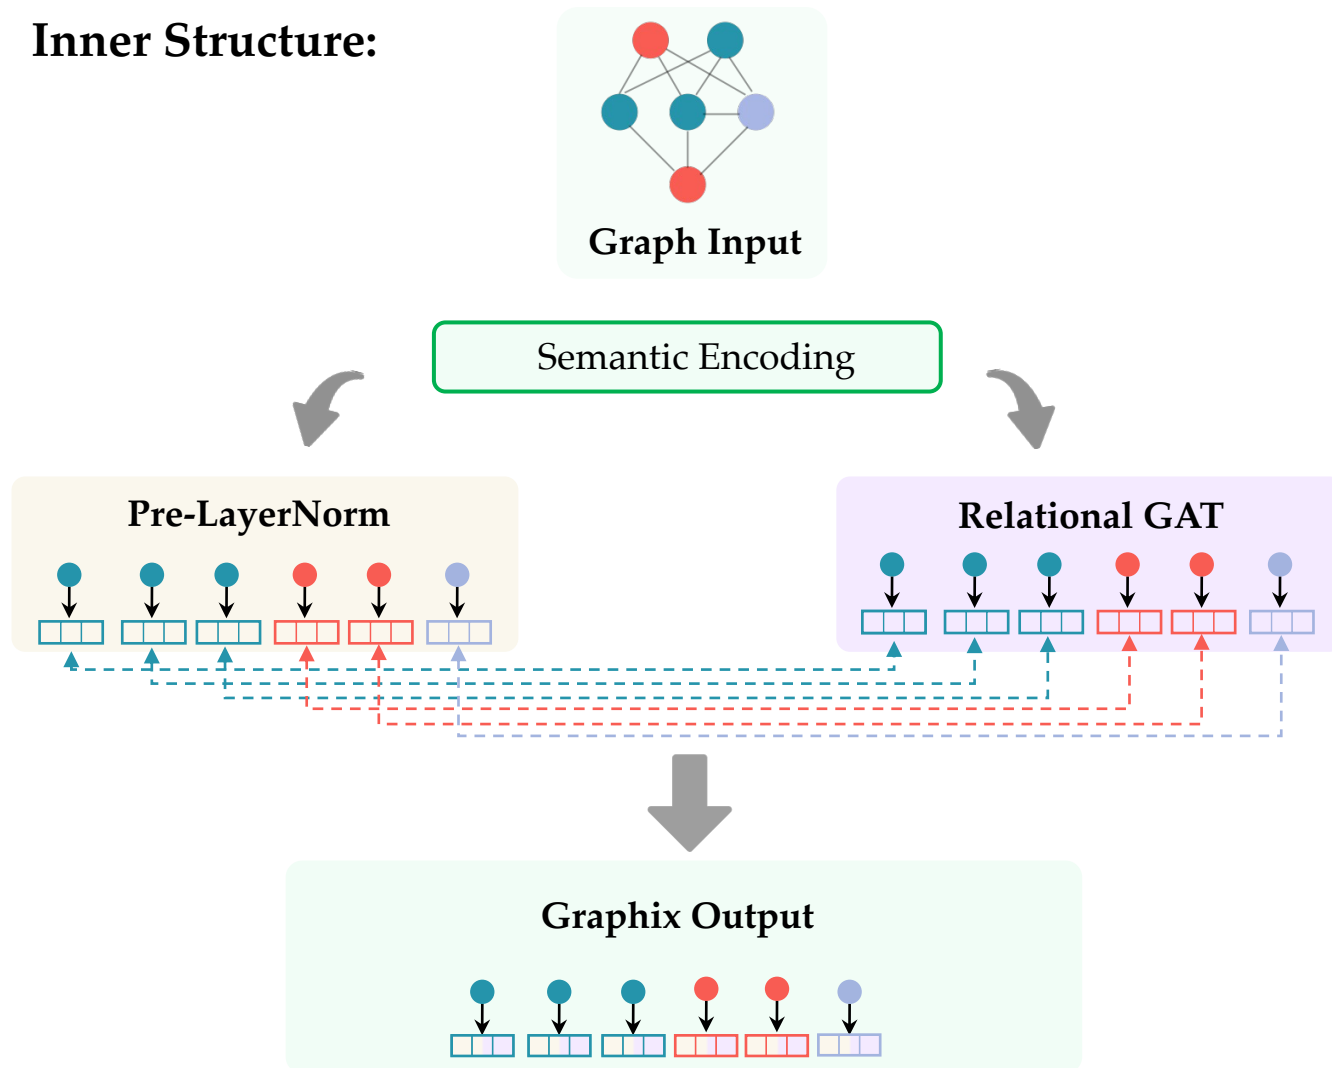 Inner Structure:
Graph Input
Semantic Encoding
Pre-LayerNorm
Relational GAT
Graphix Output